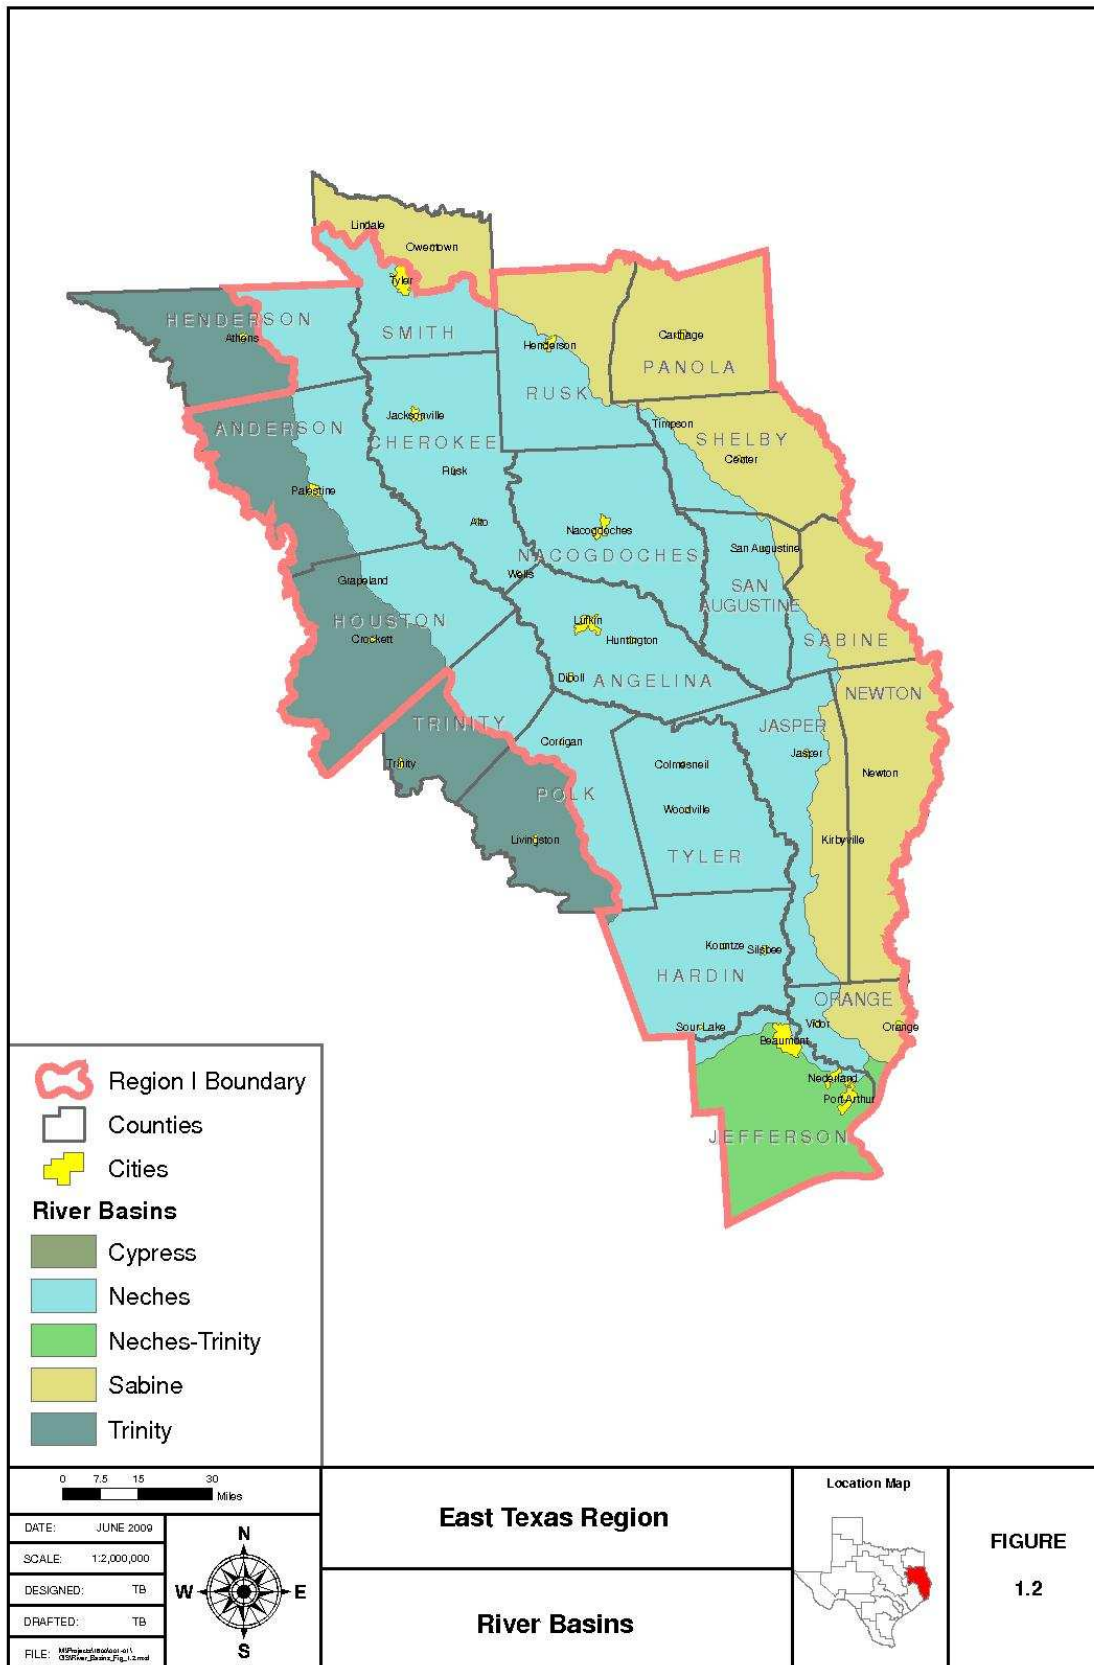 Lindale
Owentown
Tyler
HENDERSON
Athens
SMITH
Henderson
Carthage
PANOLA
RUSK
Jacksonville
ANDERSON
CHEROKEE
Timpson
SHELBY
Center
Rusk
Palestine
Alto
Nacogdoches
NACOGDOCHES
San Augustine
Wells
Grapeland
SAN
AUGUSTINE
HOUSTON
Crockett
Lufkin
Huntington
SABINE
Diboll
ANGELINA
NEWTON
TRINITY
JASPER
Corrigan
Jasper
Trinity
Colmesneil
Newton
POLK
Woodville
Livingston
Kirbyville
TYLER
Kountze
Silsbee
HARDIN
ORANGE
Sour Lake
Vidor
Orange
Beaumont
Nederland
Port Arthur
JEFFERSON
Region I Boundary
Counties
Cities
River Basins
Cypress
Neches
Neches-Trinity
Sabine
Trinity
0 7.5 15 30
Miles
DATE: JUNE 2009
SCALE: 1:2,000,000
DESIGNED: TB
DRAFTED: TB
FILE:
N
W E
S
East Texas Region
River Basins
Location Map
FIGURE
1.2